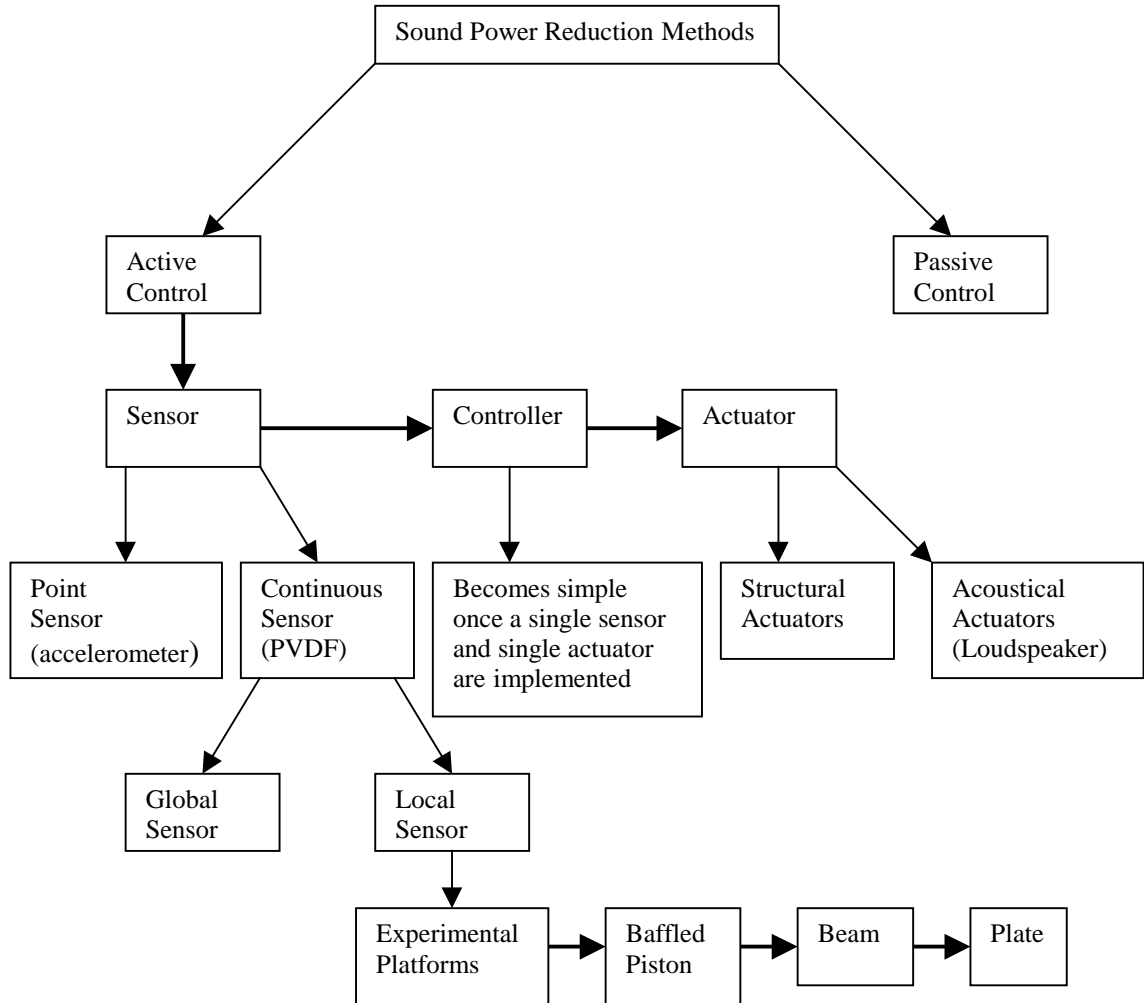 Sound Power Reduction Methods
Active
Control
Passive
Control
Sensor
Controller
Actuator
Point
Sensor
(accelerometer)
Continuous
Sensor
(PVDF)
Becomes simple
once a single sensor
and single actuator
are implemented
Structural
Actuators
Acoustical
Actuators
(Loudspeaker)
Global
Sensor
Local
Sensor
Experimental
Platforms
Baffled
Piston
Beam
Plate